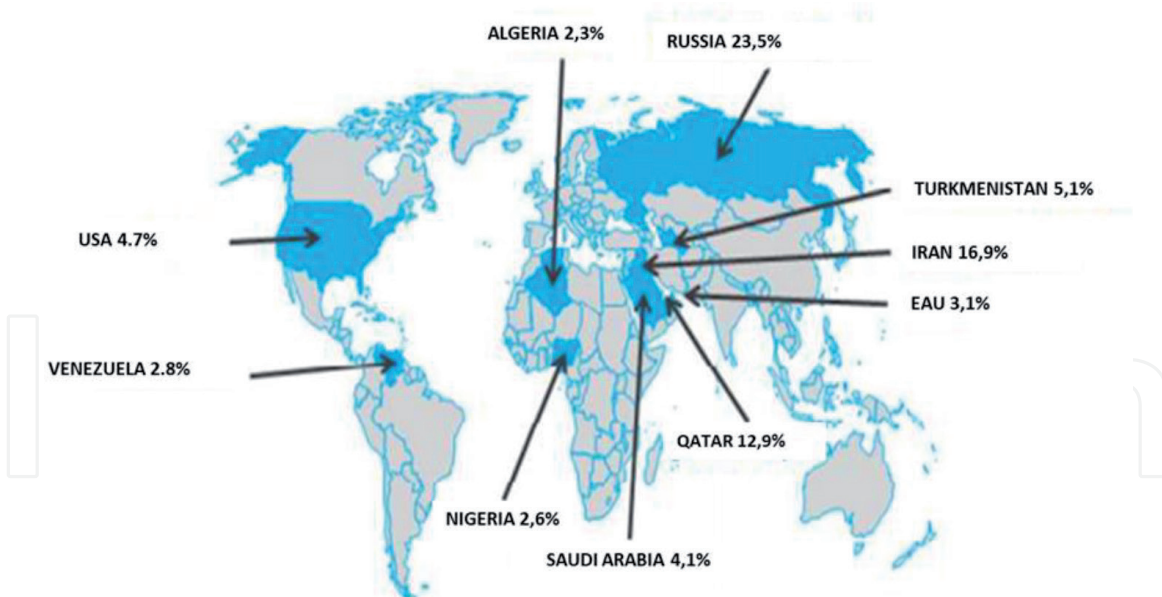 ALGERIA 2,3%
RUSSIA 23,5%
TURKMENISTAN 5,1%
USA 4.7%
IRAN 16,9%
EAU 3,1%
VENEZUELA 2.8%
QATAR 12,9%
NIGERIA 2,6%
SAUDI ARABIA 4,1%